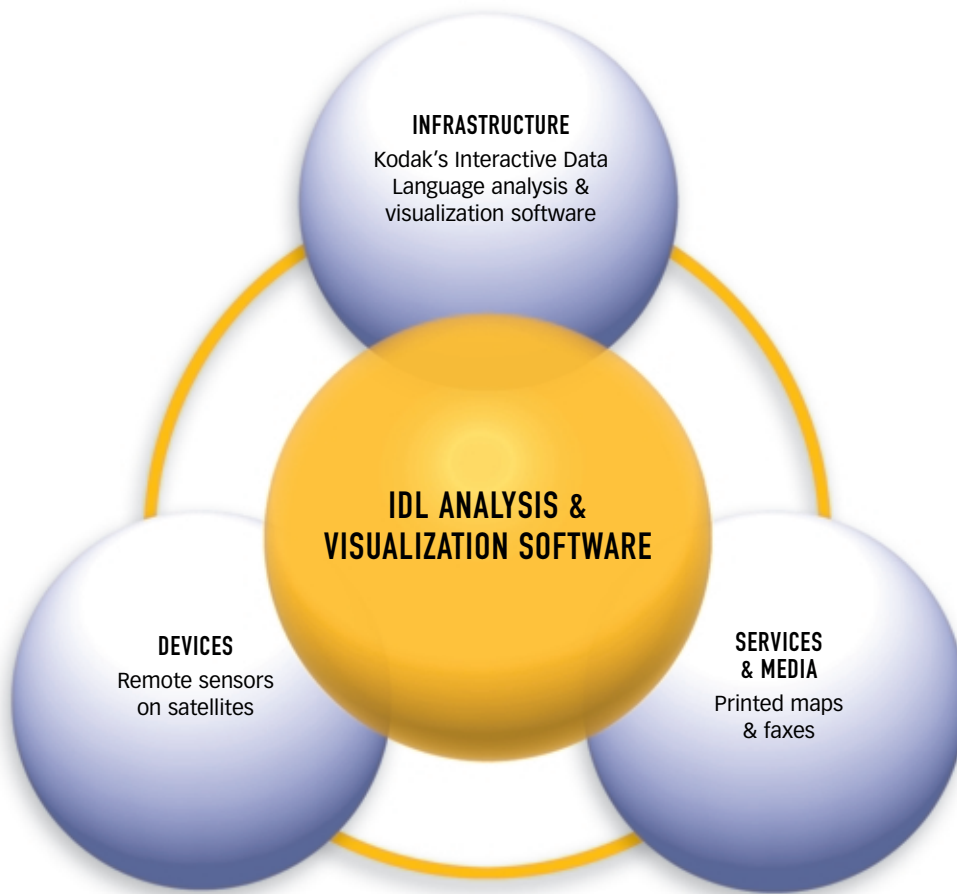 INFRASTRUCTURE
Kodak’s Interactive Data
Language analysis &
visualization software
IDL ANALYSIS &
VISUALIZATION SOFTWARE
DEVICES
Remote sensors
on satellites
SERVICES
& MEDIA
Printed maps
& faxes